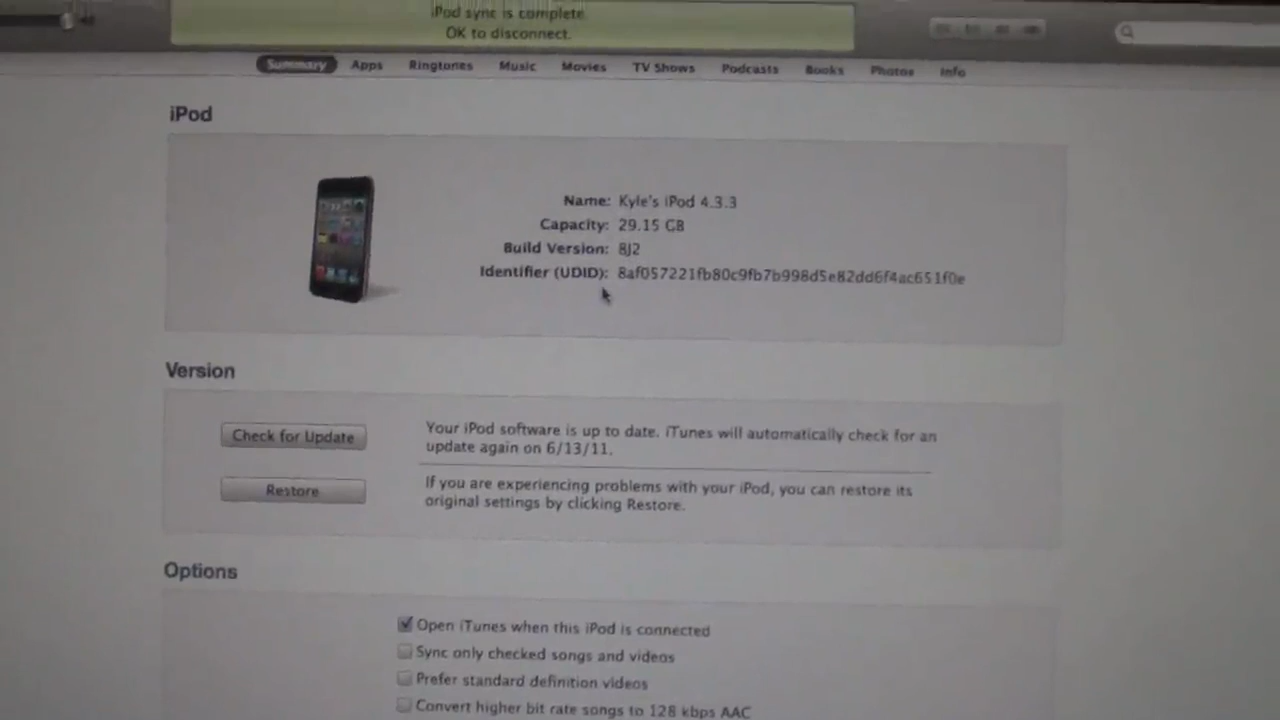 iPod sync is complete.
OK to disconnect.
Summary Apps Ringtones Music Movies TV Shows Podcasts Books Photos Info
iPod
Name: Kyle's iPod 4.3.3
Capacity: 29.15 GB
Build Version: 8J2
Identifier (UDID): 8af057221fb80c9fb7b998d5e82dd6f4ac651f0e
Version
Check for Update
Your iPod software is up to date. iTunes will automatically check for an
update again on 6/13/11.
Restore
If you are experiencing problems with your iPod, you can restore its
original settings by clicking Restore.
Options
Open iTunes when this iPod is connected
Sync only checked songs and videos
Prefer standard definition videos
Convert higher bit rate songs to 128 kbps AAC